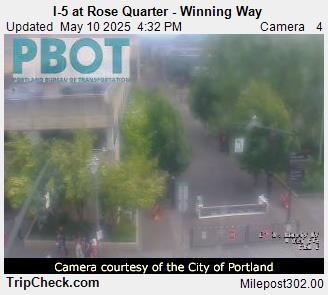 I-5 at Rose Quarter - Winning Way
Updated May 10 2025 4:32 PM Camera 4
PBOT
PORTLAND BUREAU OF TRANSPORTATION
Camera courtesy of the City of Portland
TripCheck.com Milepost302.00